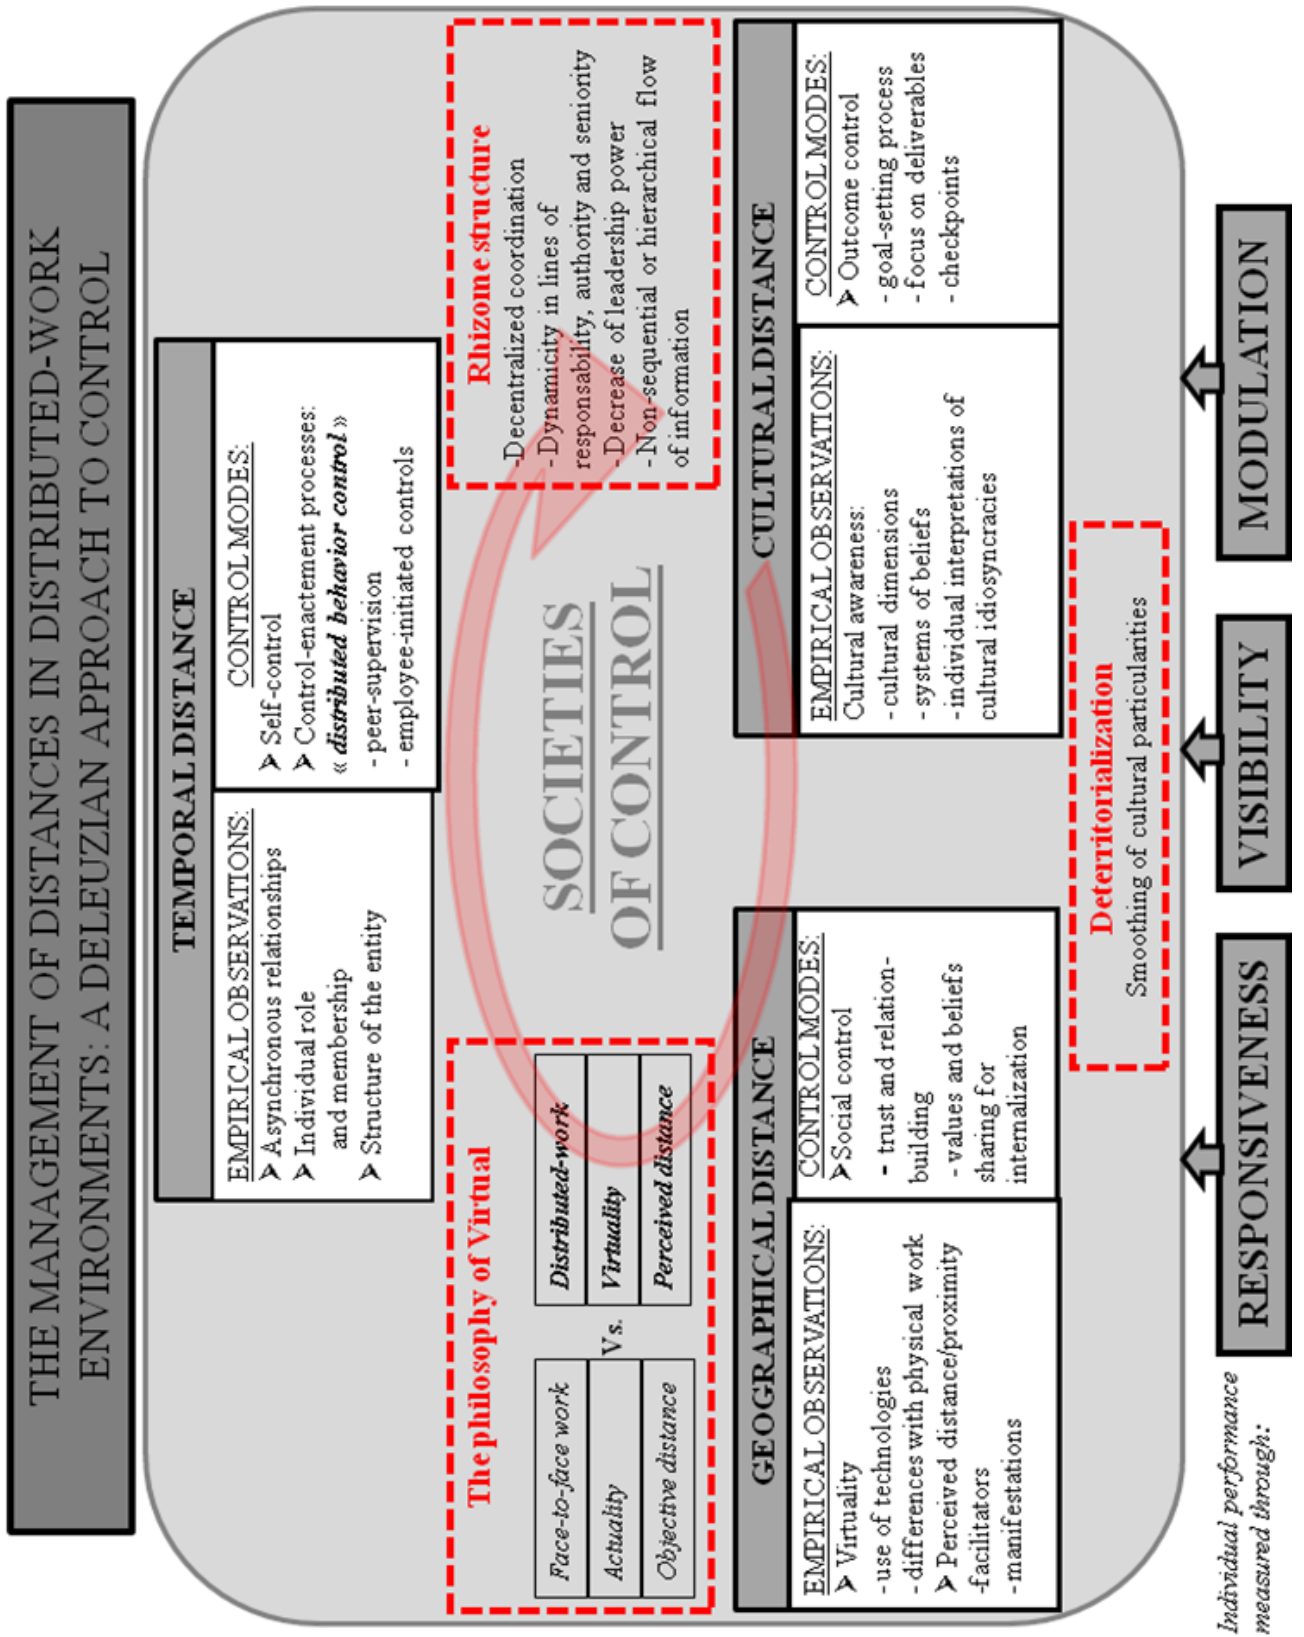 THE MANAGEMENT OF DISTANCES IN DISTRIBUTED-WORK
ENVIRONMENTS: A DELEUZIAN APPROACH TO CONTROL
TEMPORAL DISTANCE
EMPIRICAL OBSERVATIONS:
➤ Asynchronous relationships
➤ Individual role
and membership
➤ Structure of the entity
CONTROL MODES:
➤ Self-control
➤ Control-enactement processes:
« distributed behavior control »
- peer-supervision
- employee-initiated controls
The philosophy of Virtual
Face-to-face work
Actuality
Objective distance
Vs.
Distributed-work
Virtuality
Perceived distance
SOCIETIES
OF CONTROL
Rhizome structure
-Decentralized coordination
- Dynamicity in lines of
responsability, authority and seniority
-Decrease of leadership power
- Non-sequential or hierarchical flow
of information
GEOGRAPHICAL DISTANCE
EMPIRICAL OBSERVATIONS:
➤ Virtuality
- use of technologies
- differences with physical work
➤ Perceived distance/proximity
-facilitators
- manifestations
CONTROL MODES:
➤Social control
- trust and relation-
building
- values and beliefs
sharing for
internalization
CULTURAL DISTANCE
EMPIRICAL OBSERVATIONS:
Cultural awareness:
- cultural dimensions
- systems of beliefs
- individual interpretations of
cultural idiosyncracies
CONTROL MODES:
➤ Outcome control
- goal-setting process
- focus on deliverables
- checkpoints
Deterritorialization
Smoothing of cultural particularities
Individual performance
measured through:
RESPONSIVENESS
VISIBILITY
MODULATION